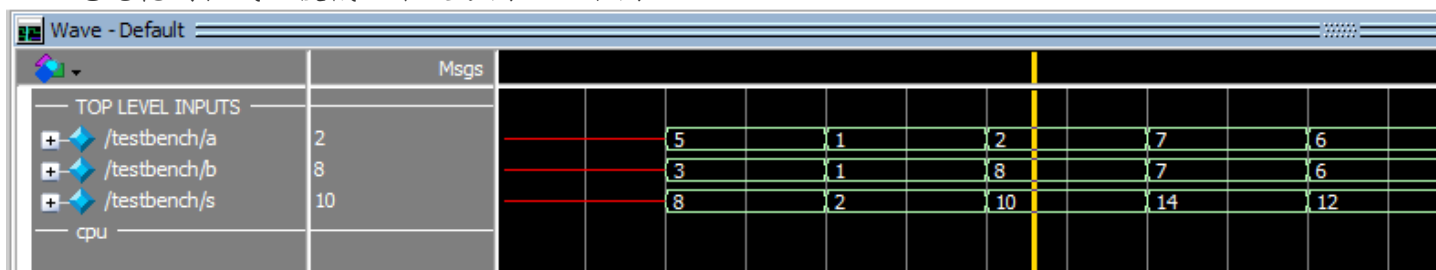 Wave - Default
Msgs
TOP LEVEL INPUTS
/testbench/a 2 5 1 2 7 6
/testbench/b 8 3 1 8 7 6
/testbench/s 10 8 2 10 14 12
cpu